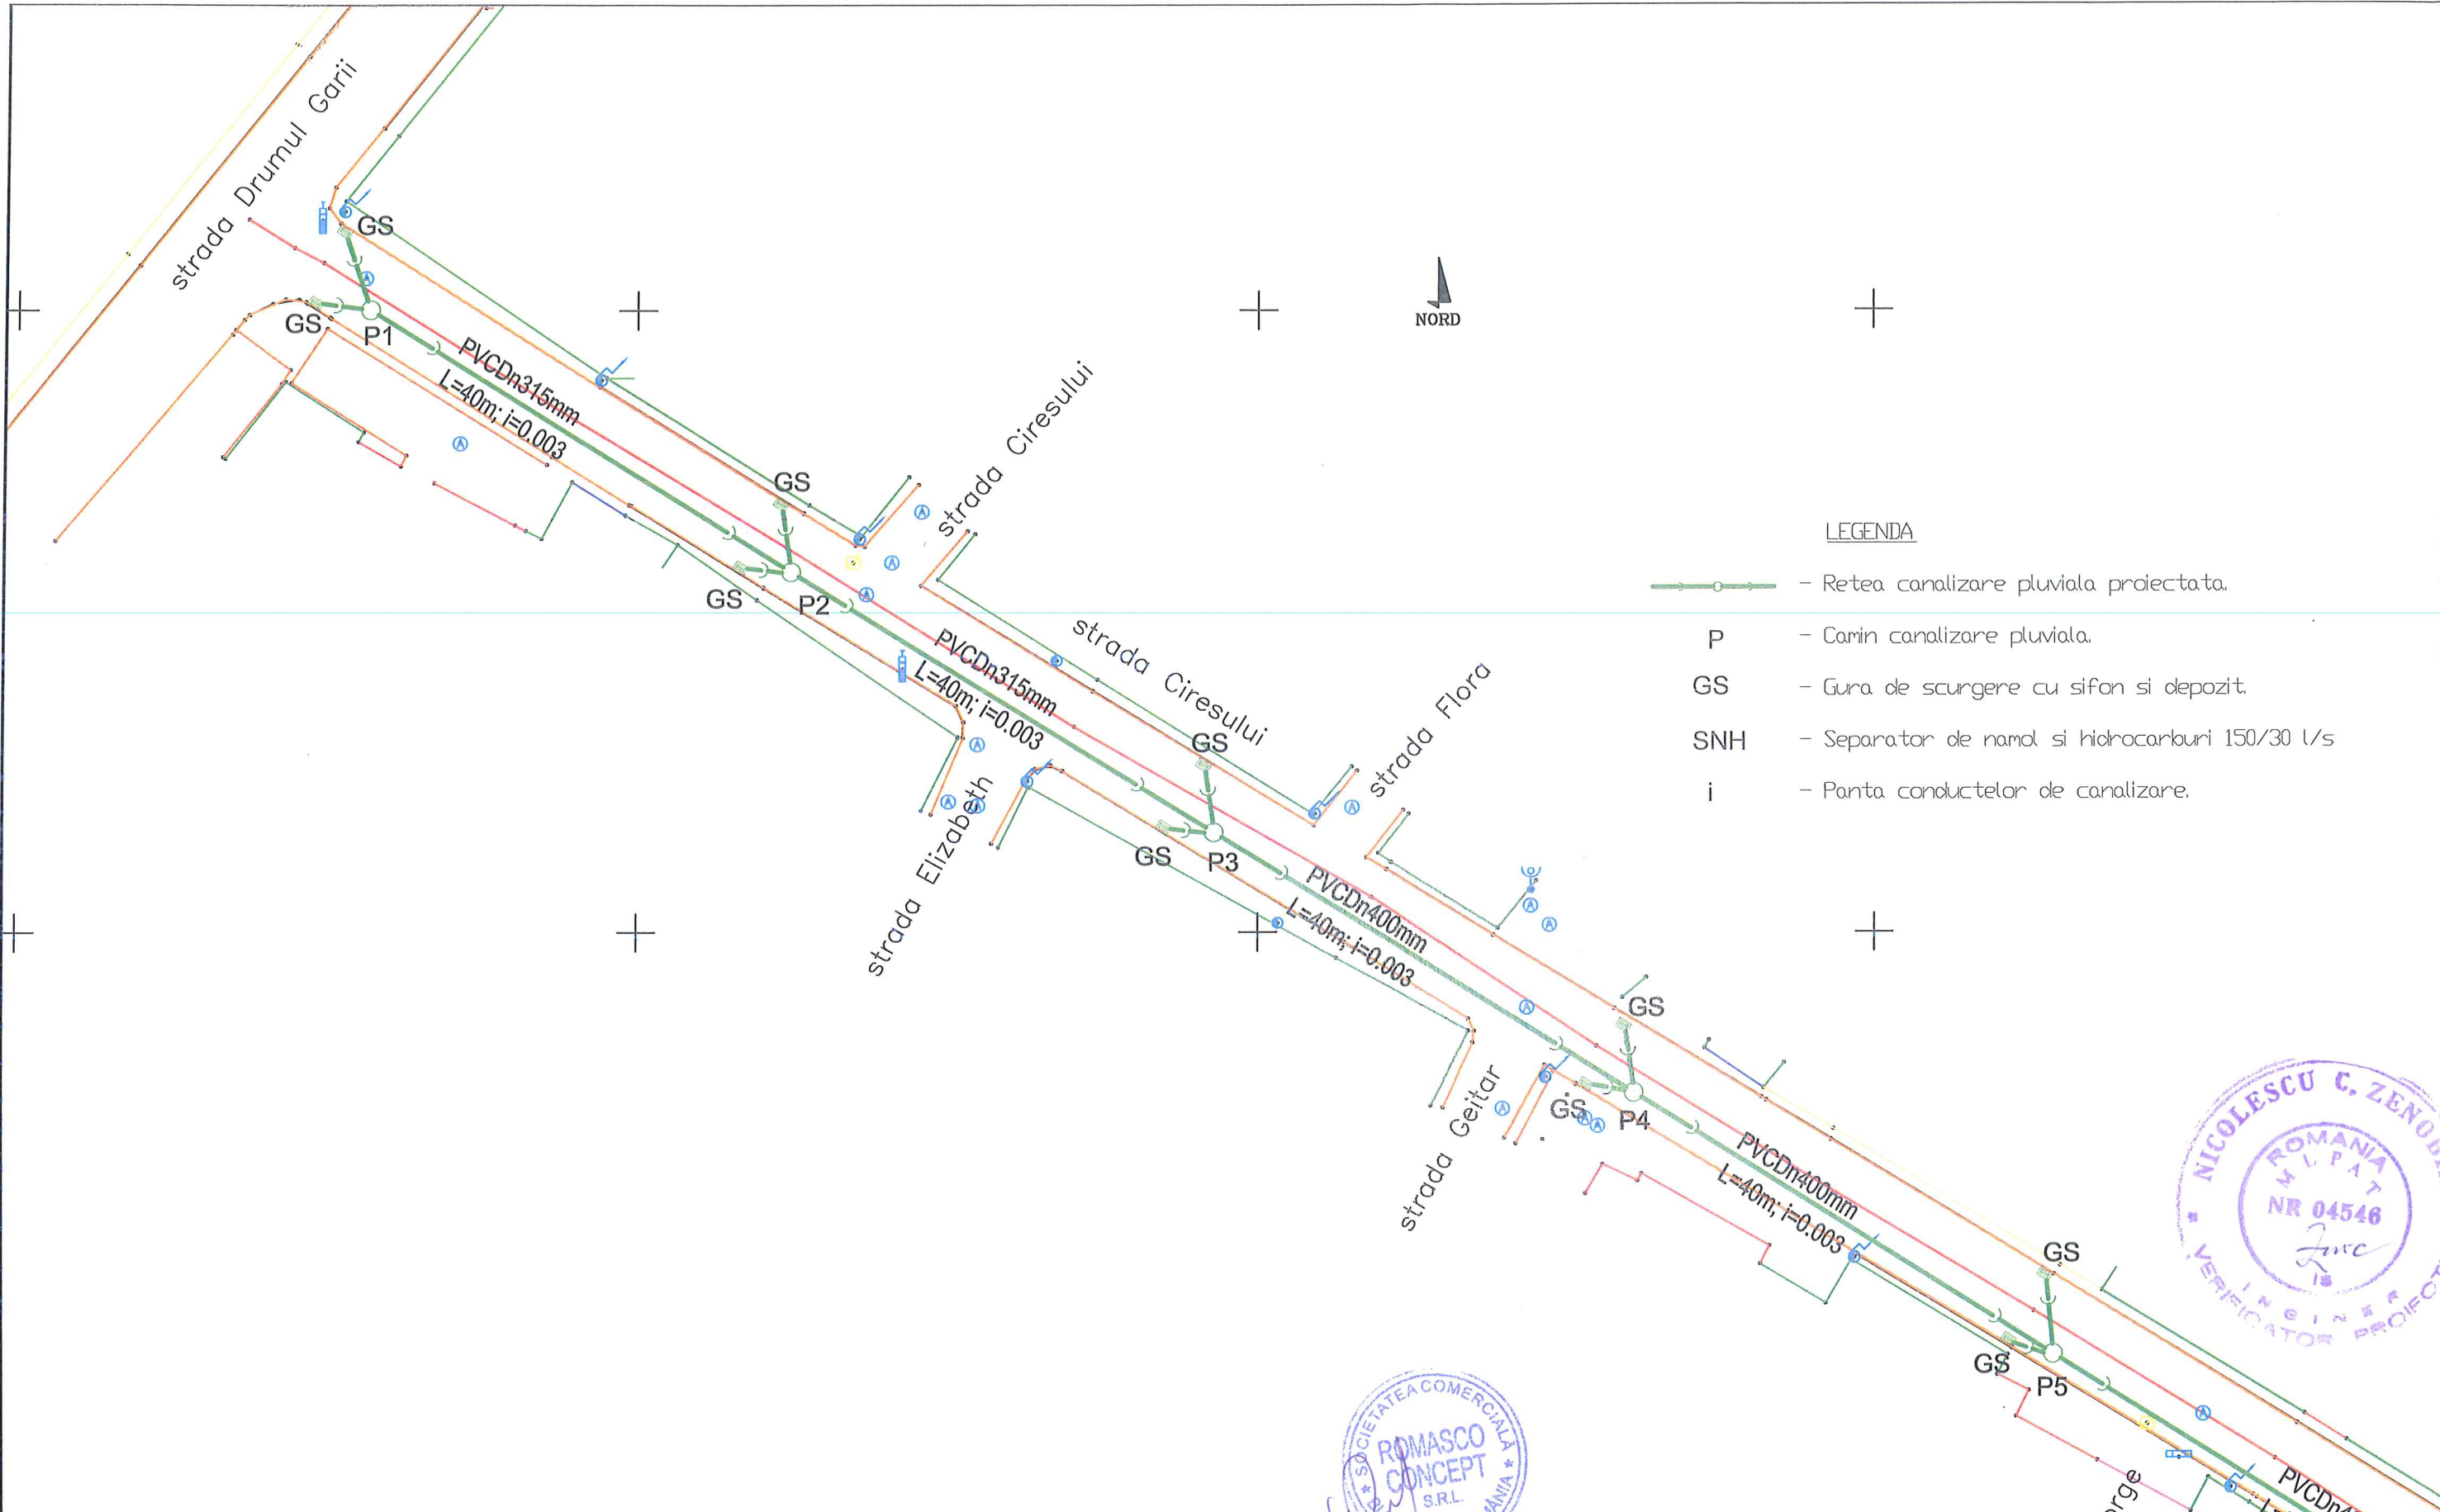 strada Drumul Garii
GS
GS
P1
PVCDn315mm
L=40m; i=0.003
GS
GS
P2
strada Ciresului
NORD
PVCDn315mm
L=40m; i=0.003
strada Ciresului
strada Elizabeth
GS
GS
P3
strada Flora
PVCDn400mm
L=40m; i=0.003
strada Geitar
GS
GS
P4
PVCDn400mm
L=40m; i=0.003
GS
GS
P5
LEGENDA
- Retea canalizare pluviala proiectata.
P - Camin canalizare pluviala.
GS - Gura de scurgere cu sifon si depozit.
SNH - Separator de namol si hidrocarburi 150/30 l/s
i - Panta conductelor de canalizare.
NICOLESCU C.
ROMANIA
M L P A T
NR 04546
IS
INGINER
VERIFICATOR
SOCIETATEA COMERCIALĂ
ROMASCO
CONCEPT
S.R.L.